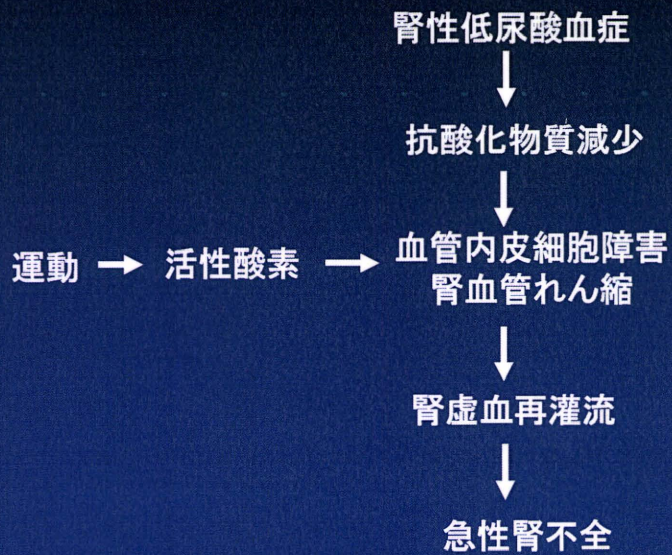 腎性低尿酸血症
抗酸化物質減少
運動
活性酸素
血管内皮細胞障害
腎血管れん縮
腎虚血再灌流
急性腎不全